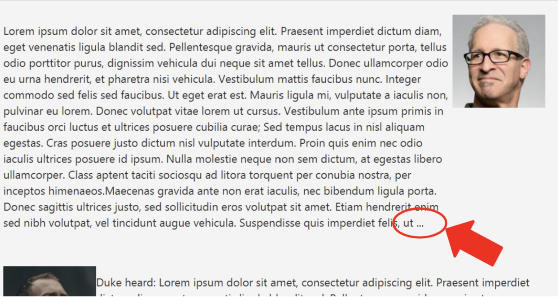 Lorem ipsum dolor sit amet, consectetur adipiscing elit. Praesent imperdiet dictum diam,
eget venenatis ligula blandit sed. Pellentesque gravida, mauris ut consectetur porta, tellus
odio porttitor purus, dignissim vehicula dui neque sit amet tellus. Donec ullamcorper odio
eu urna hendrerit, et pharetra nisi vehicula. Vestibulum mattis faucibus nunc. Integer
commodo sed felis sed faucibus. Ut eget erat est. Mauris ligula mi, vulputate a iaculis non,
pulvinar eu lorem. Donec volutpat vitae lorem ut cursus. Vestibulum ante ipsum primis in
faucibus orci luctus et ultrices posuere cubilia curae; Sed tempus lacus in nisl aliquam
egestas. Cras posuere justo dictum nisl vulputate interdum. Proin quis enim nec odio
iaculis ultrices posuere id ipsum. Nulla molestie neque non sem dictum, at egestas libero
ullamcorper. Class aptent taciti sociosqu ad litora torquent per conubia nostra, per
inceptos himenaeos.Maecenas gravida ante non erat iaculis, nec bibendum ligula porta.
Donec sagittis ultrices justo, sed sollicitudin eros volutpat sit amet. Etiam hendrerit enim
sed nibh volutpat, vel tincidunt augue vehicula. Suspendisse quis imperdiet felis, ut ...
Duke heard: Lorem ipsum dolor sit amet, consectetur adipiscing elit. Praesent